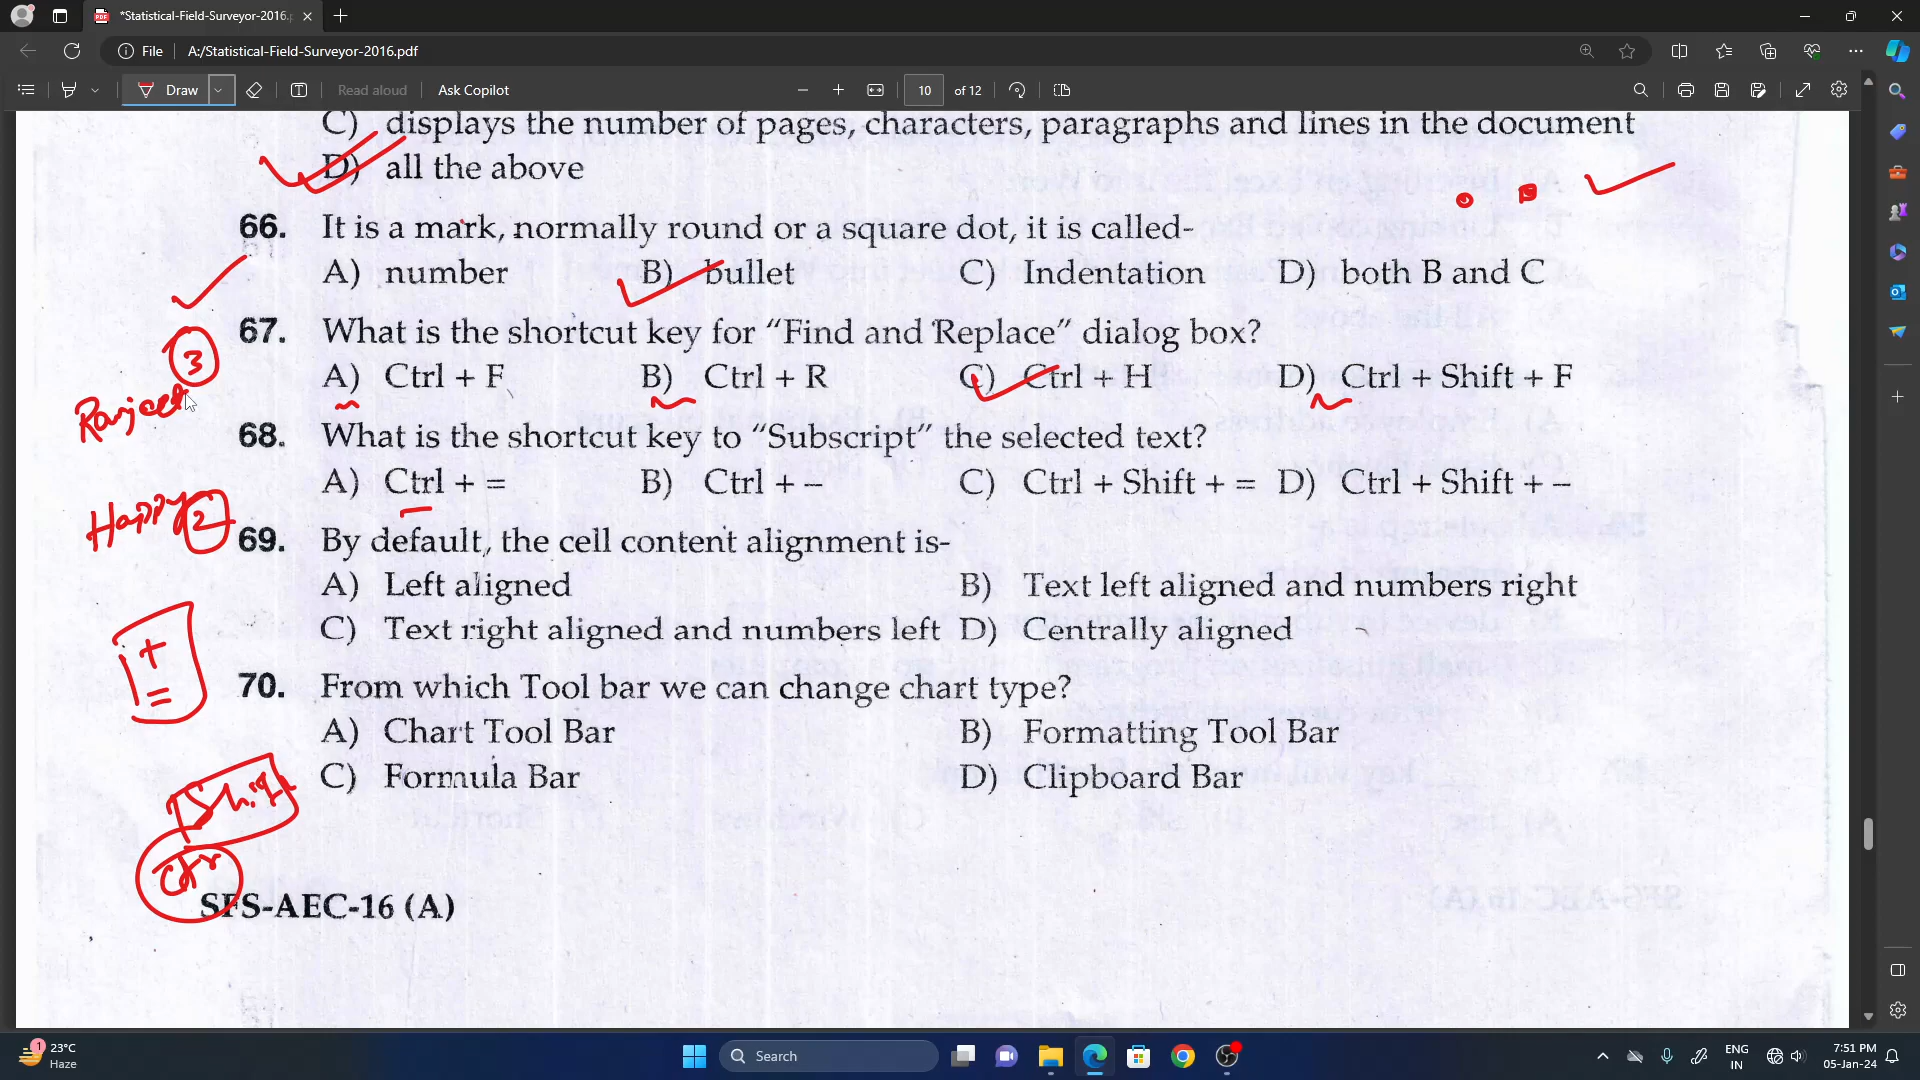 *Statistical-Field-Surveyor-2016.p
File
A:/Statistical-Field-Surveyor-2016.pdf
Draw
Read aloud
Ask Copilot
10
of 12
C) displays the number of pages, characters, paragraphs and lines in the document
D) all the above
66. It is a mark, normally round or a square dot, it is called-
A) number B) bullet C) Indentation D) both B and C
67. What is the shortcut key for "Find and Replace" dialog box?
A) Ctrl + F B) Ctrl + R C) Ctrl + H D) Ctrl + Shift + F
3
Ranjeet
68. What is the shortcut key to "Subscript" the selected text?
A) Ctrl + = B) Ctrl + – C) Ctrl + Shift + = D) Ctrl + Shift + –
Happy 2
69. By default, the cell content alignment is-
A) Left aligned B) Text left aligned and numbers right
C) Text right aligned and numbers left D) Centrally aligned
+
=
70. From which Tool bar we can change chart type?
A) Chart Tool Bar B) Formatting Tool Bar
C) Formula Bar D) Clipboard Bar
Ctr
SFS-AEC-16 (A)
1
23°C
Haze
Search
ENG
IN
7:51 PM
05-Jan-24